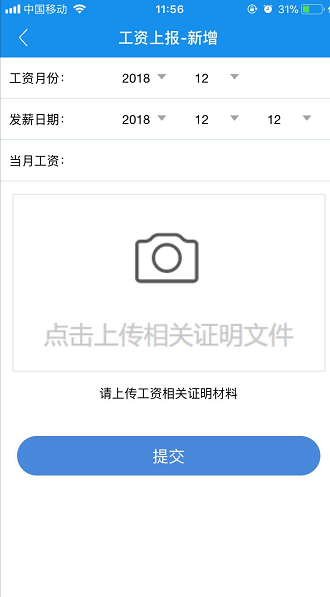 中国移动 11:56 31%
工资上报-新增
工资月份： 2018 12
发薪日期： 2018 12 12
当月工资：
点击上传相关证明文件
请上传工资相关证明材料
提交